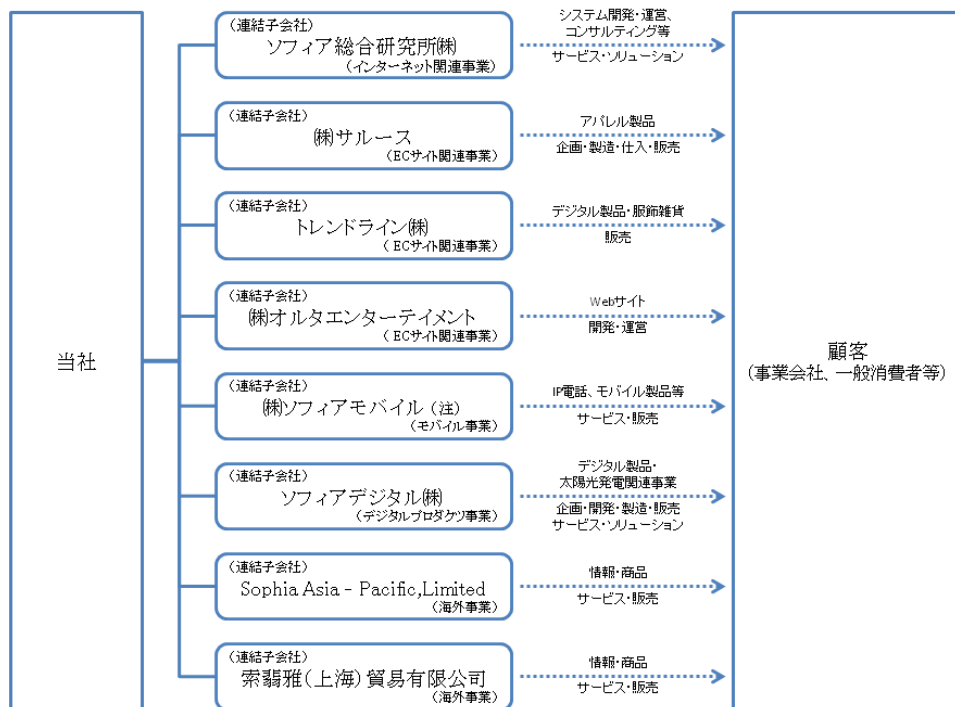 当社
（連結子会社）
ソフィア総合研究所㈱
（インターネット関連事業）
システム開発・運営、
コンサルティング等
サービス・ソリューション
（連結子会社）
㈱サルース
（ECサイト関連事業）
アパレル製品
企画・製造・仕入・販売
（連結子会社）
トレンドライン㈱
（ECサイト関連事業）
デジタル製品・服飾雑貨
販売
（連結子会社）
㈱オルタエンターテイメント
（ECサイト関連事業）
Webサイト
開発・運営
（連結子会社）
㈱ソフィアモバイル（注）
（モバイル事業）
IP電話、モバイル製品等
サービス・販売
（連結子会社）
ソフィアデジタル㈱
（デジタルプロダクツ事業）
デジタル製品・
太陽光発電関連事業
企画・開発・製造・販売
サービス・ソリューション
（連結子会社）
Sophia Asia－Pacific,Limited
（海外事業）
情報・商品
サービス・販売
（連結子会社）
索翡雅（上海）貿易有限公司
（海外事業）
情報・商品
サービス・販売
顧客
（事業会社、一般消費者等）